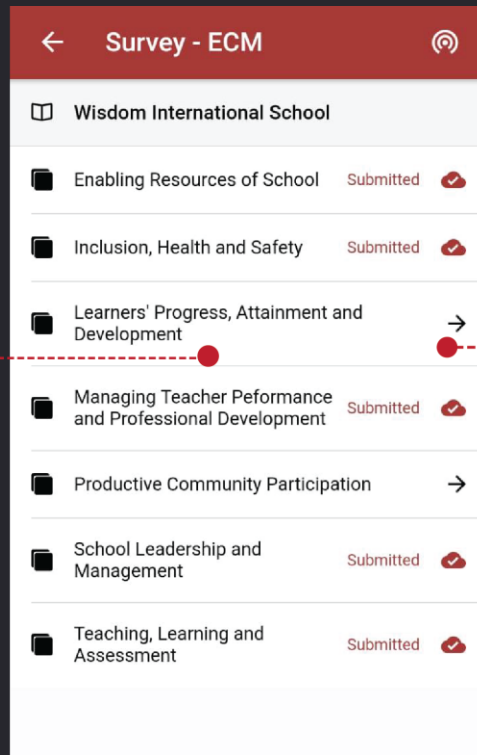 Survey - ECM
Wisdom International School
Enabling Resources of School Submitted
Inclusion, Health and Safety Submitted
Learners' Progress, Attainment and
Development
Managing Teacher Peformance
and Professional Development Submitted
Productive Community Participation
School Leadership and
Management Submitted
Teaching, Learning and
Assessment Submitted